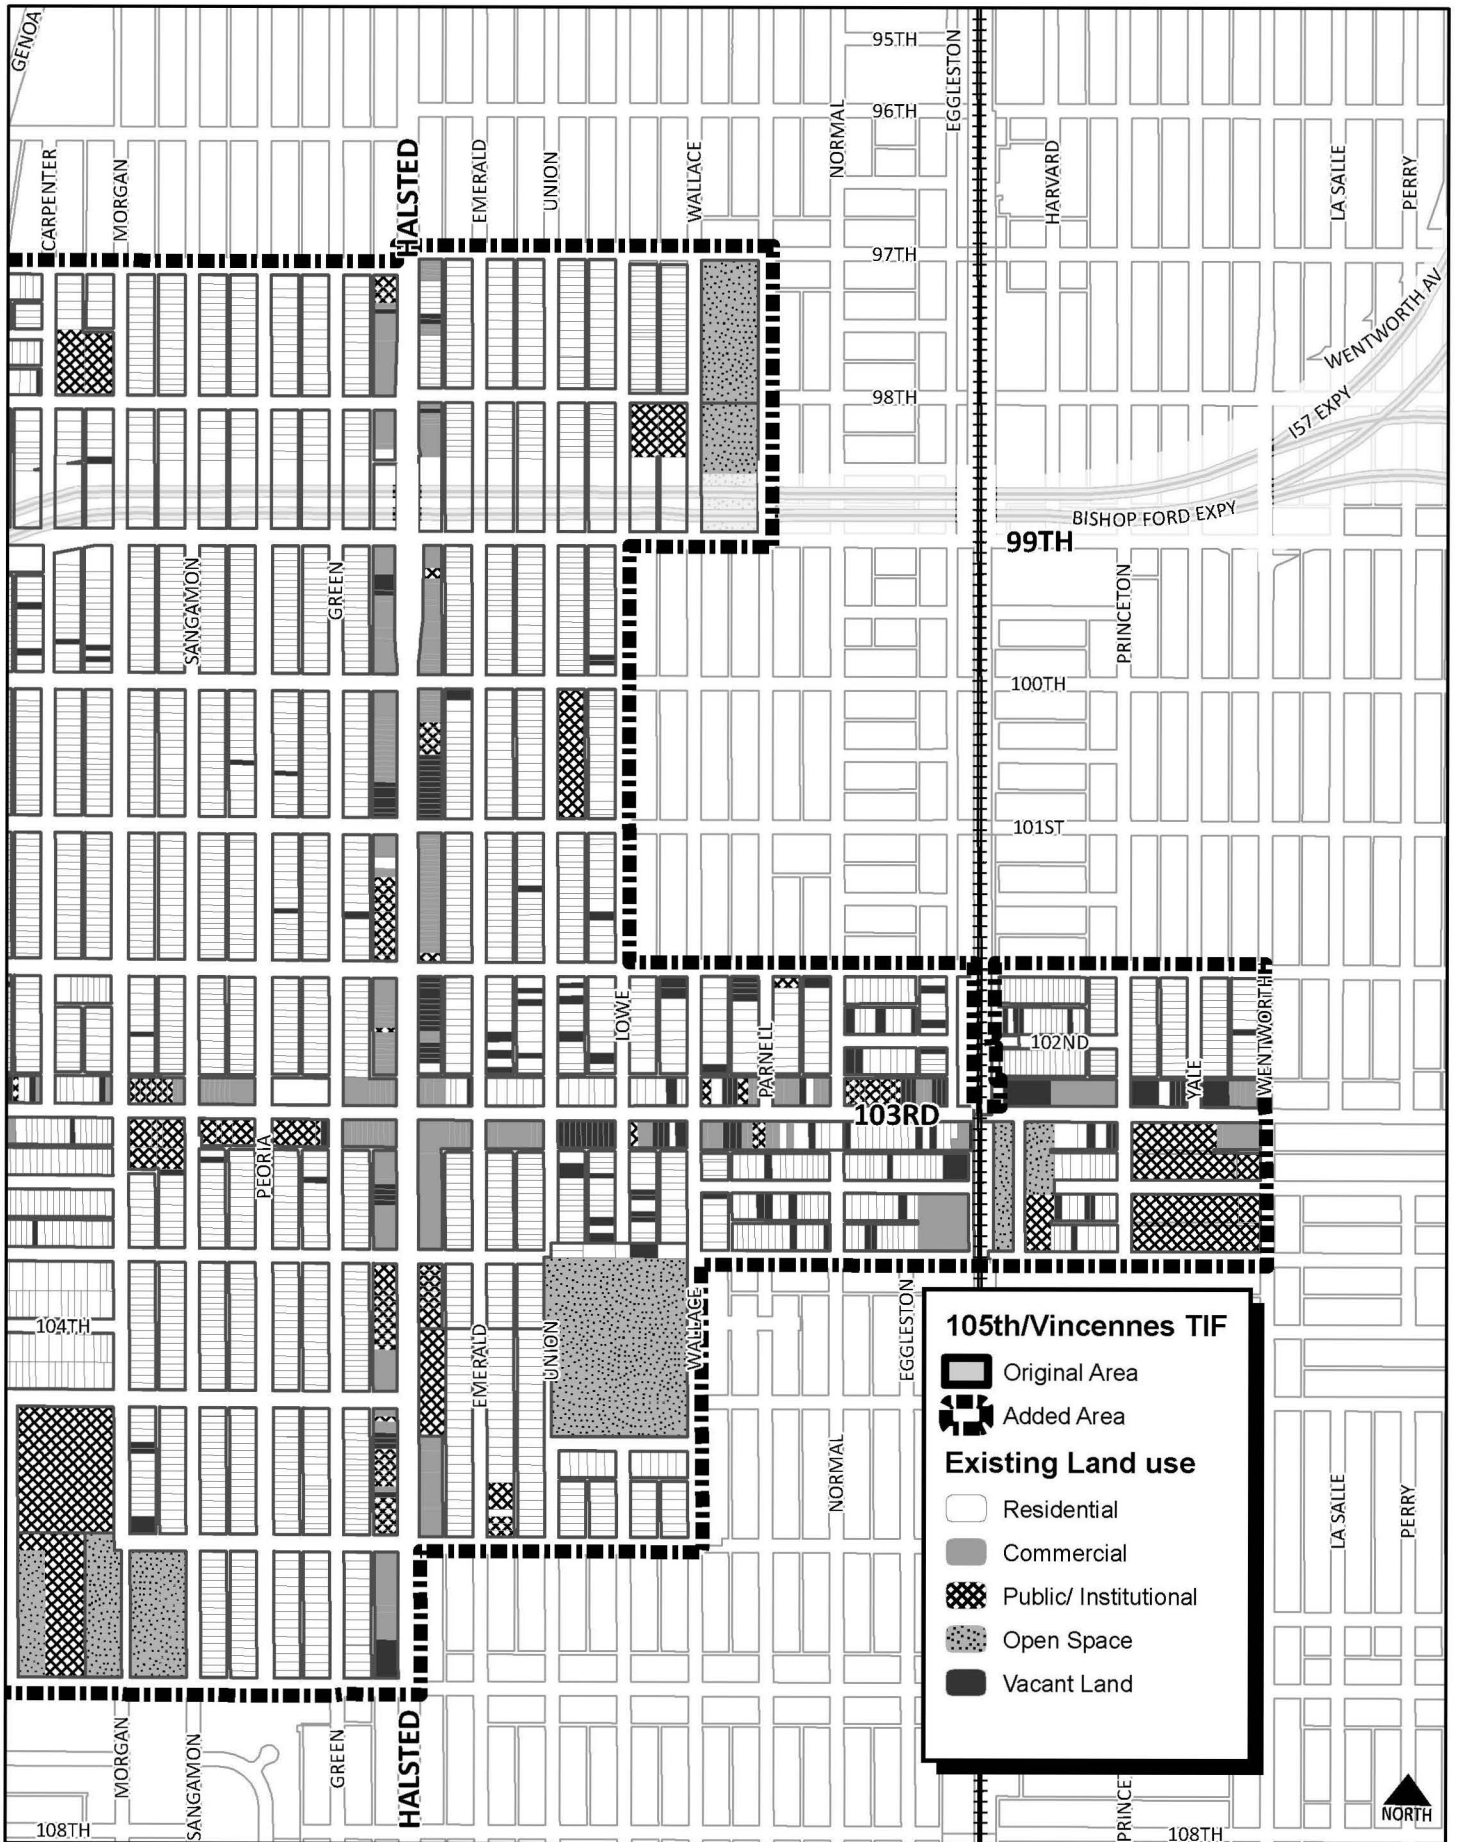 GENOA
95TH
EGGLESTON
96TH
NORMAL
CARPENTER
MORGAN
HALSTED
EMERALD
UNION
WALLACE
HARVARD
LA SALLE
PERRY
97TH
WENTWORTH AV
98TH
I57 EXPY
BISHOP FORD EXPY
99TH
SANGAMON
GREEN
PRINCETON
100TH
101ST
LOWE
PARNELL
102ND
YALE
WENTWORTH
103RD
PEORIA
104TH
EMERALD
UNION
WALLACE
EGGLESTON
NORMAL
LA SALLE
PERRY
105th/Vincennes TIF
Original Area
Added Area
Existing Land use
Residential
Commercial
Public/ Institutional
Open Space
Vacant Land
MORGAN
SANGAMON
GREEN
HALSTED
PRINCE
NORTH
108TH
108TH